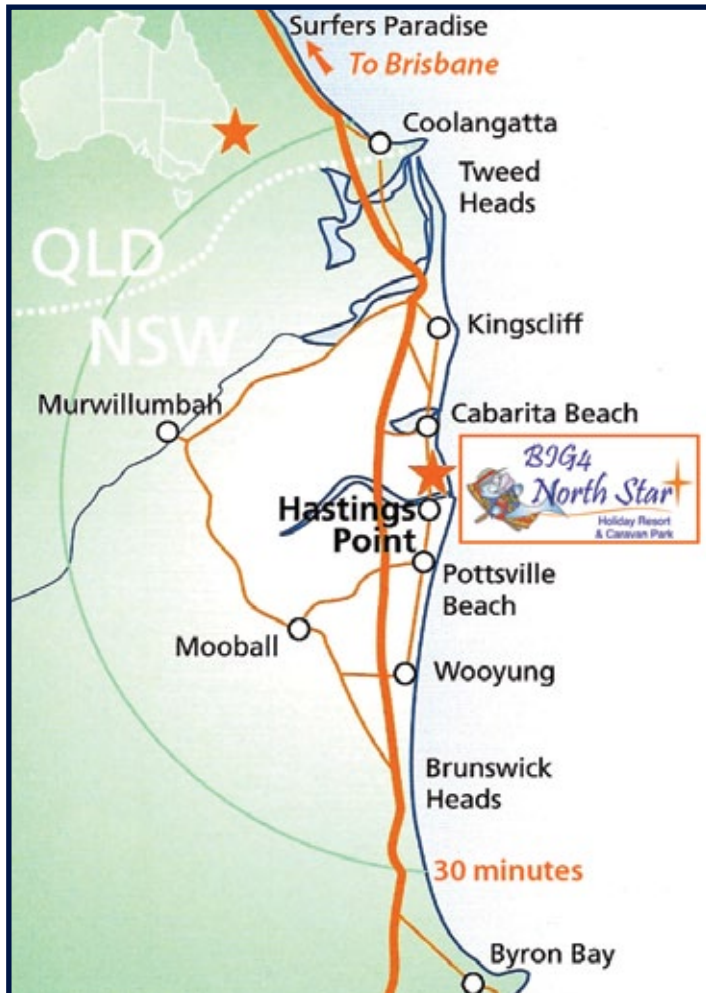 Surfers Paradise
To Brisbane
Coolangatta
Tweed
Heads
QLD
NSW
Kingscliff
Murwillumbah
Cabarita Beach
BIG4
North Star
Holiday Resort
& Caravan Park
Hastings
Point
Pottsville
Beach
Mooball
Wooyung
Brunswick
Heads
30 minutes
Byron Bay